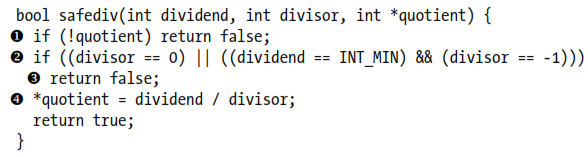 bool safediv(int dividend, int divisor, int *quotient) {
❶ if (!quotient) return false;
❷ if ((divisor == 0) || ((dividend == INT_MIN) && (divisor == -1)))
❸ return false;
❹ *quotient = dividend / divisor;
return true;
}